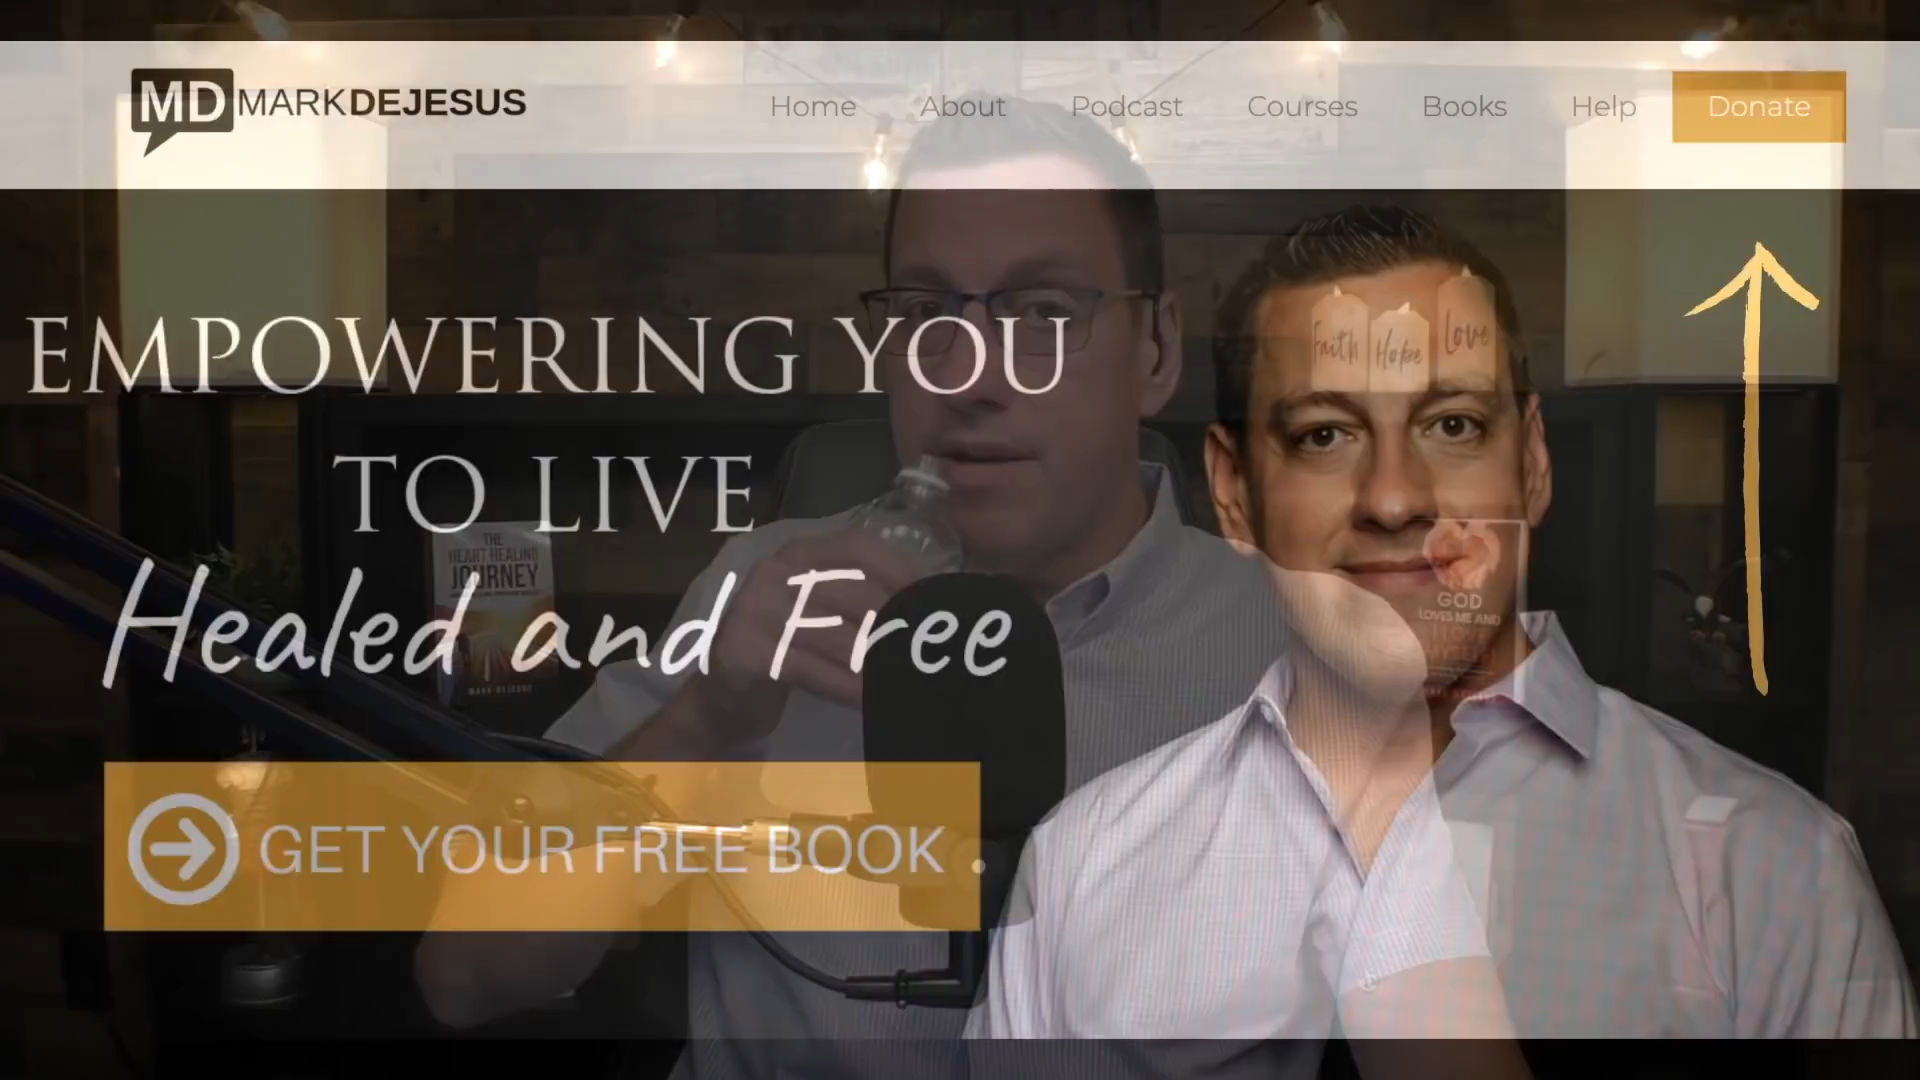 MD MARKDEJESUS
Home About Podcast Courses Books Help Donate
EMPOWERING YOU
TO LIVE
Healed and Free
GET YOUR FREE BOOK .
Faith Hope Love
THE
HEART HEALING
JOURNEY
MARK DEJESUS
GOD
LOVES ME AND
I LOVE